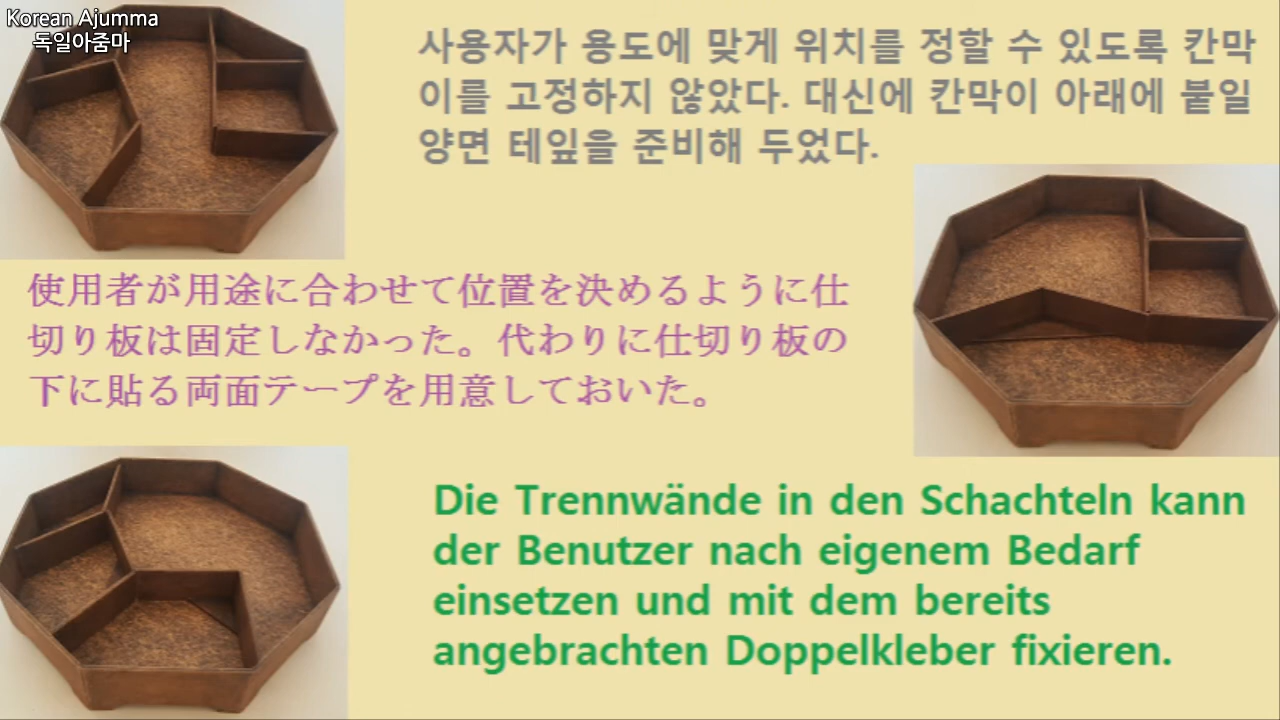 Korean Ajumma
독일아줌마
사용자가 용도에 맞게 위치를 정할 수 있도록 칸막
이를 고정하지 않았다. 대신에 칸막이 아래에 붙일
양면 테잎을 준비해 두었다.
使用者が用途に合わせて位置を決めるように仕
切り板は固定しなかった。代わりに仕切り板の
下に貼る両面テープを用意しておいた。
Die Trennwände in den Schachteln kann
der Benutzer nach eigenem Bedarf
einsetzen und mit dem bereits
angebrachten Doppelkleber fixieren.